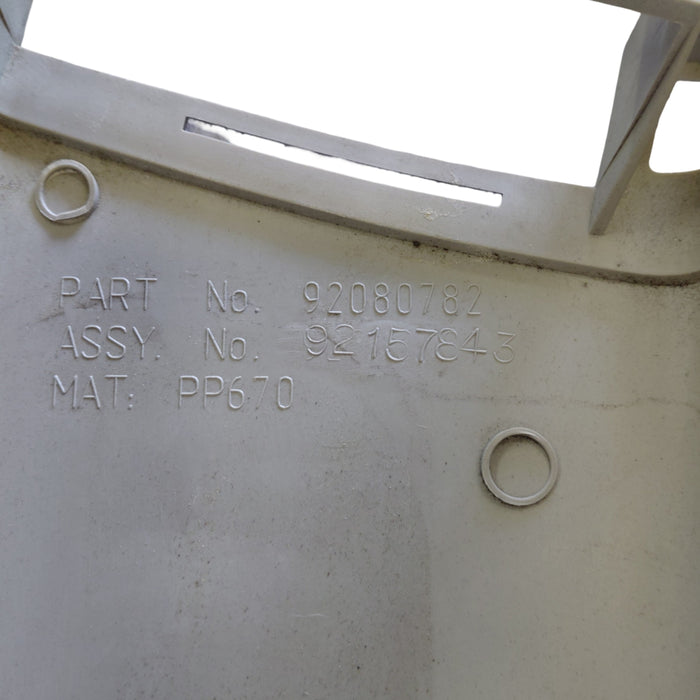 PART No. 92080782
ASSY. No. 92157843
MAT: PP670